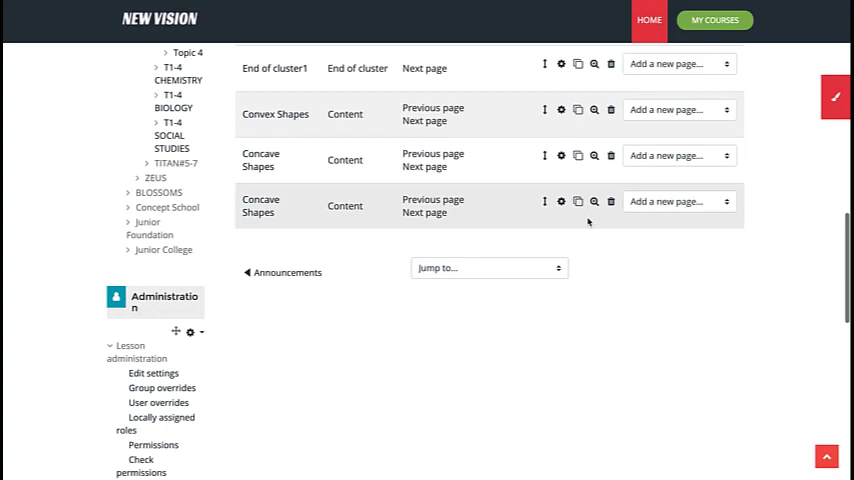 NEW VISION
HOME
MY COURSES
Topic 4
T1-4
CHEMISTRY
T1-4
BIOLOGY
T1-4
SOCIAL
STUDIES
TITAN#5-7
ZEUS
BLOSSOMS
Concept School
Junior
Foundation
Junior College
Administratio
n
Lesson
administration
Edit settings
Group overrides
User overrides
Locally assigned
roles
Permissions
Check
permissions
End of cluster1
End of cluster
Next page
Add a new page...
Convex Shapes
Content
Previous page
Next page
Add a new page...
Concave
Shapes
Content
Previous page
Next page
Add a new page...
Concave
Shapes
Content
Previous page
Next page
Add a new page...
Announcements
Jump to...